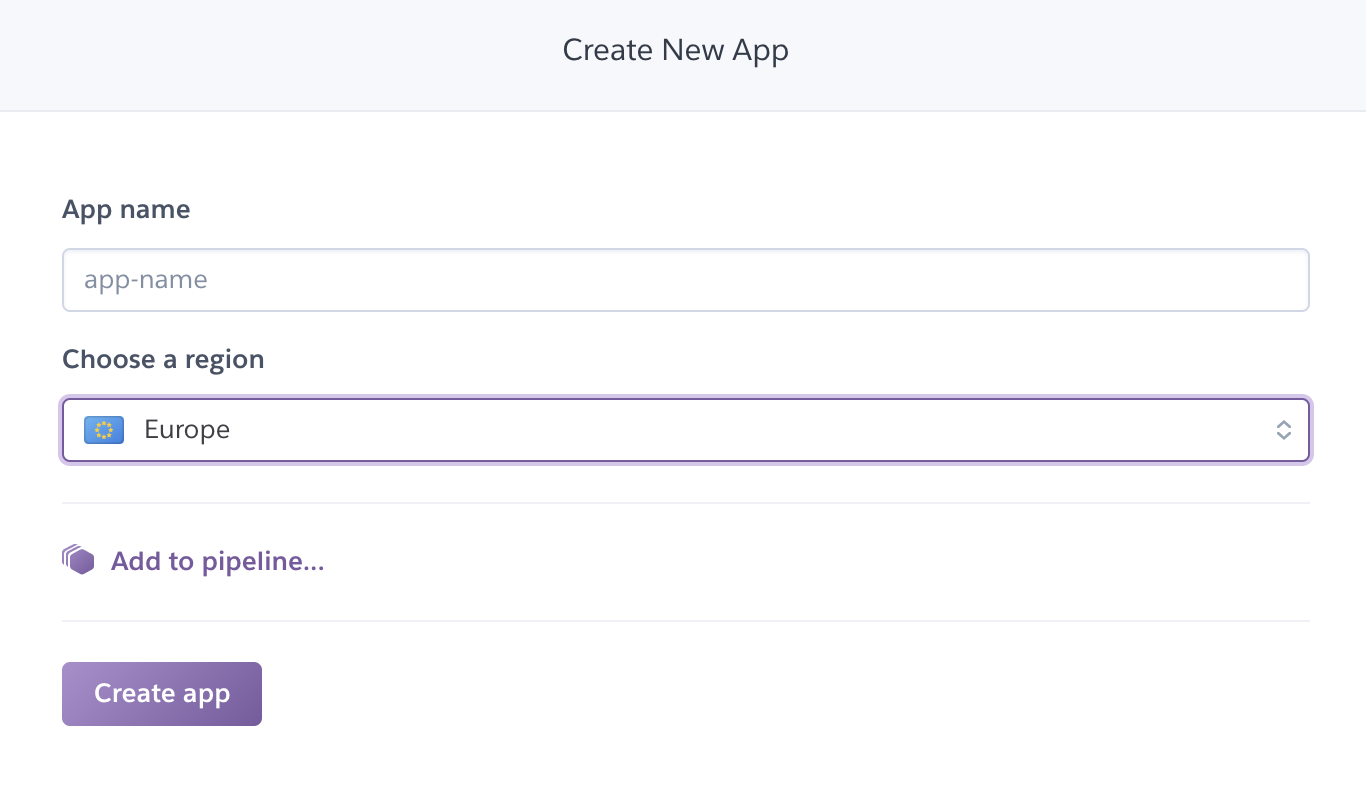 Create New App
App name
app-name
Choose a region
Europe
Add to pipeline...
Create app